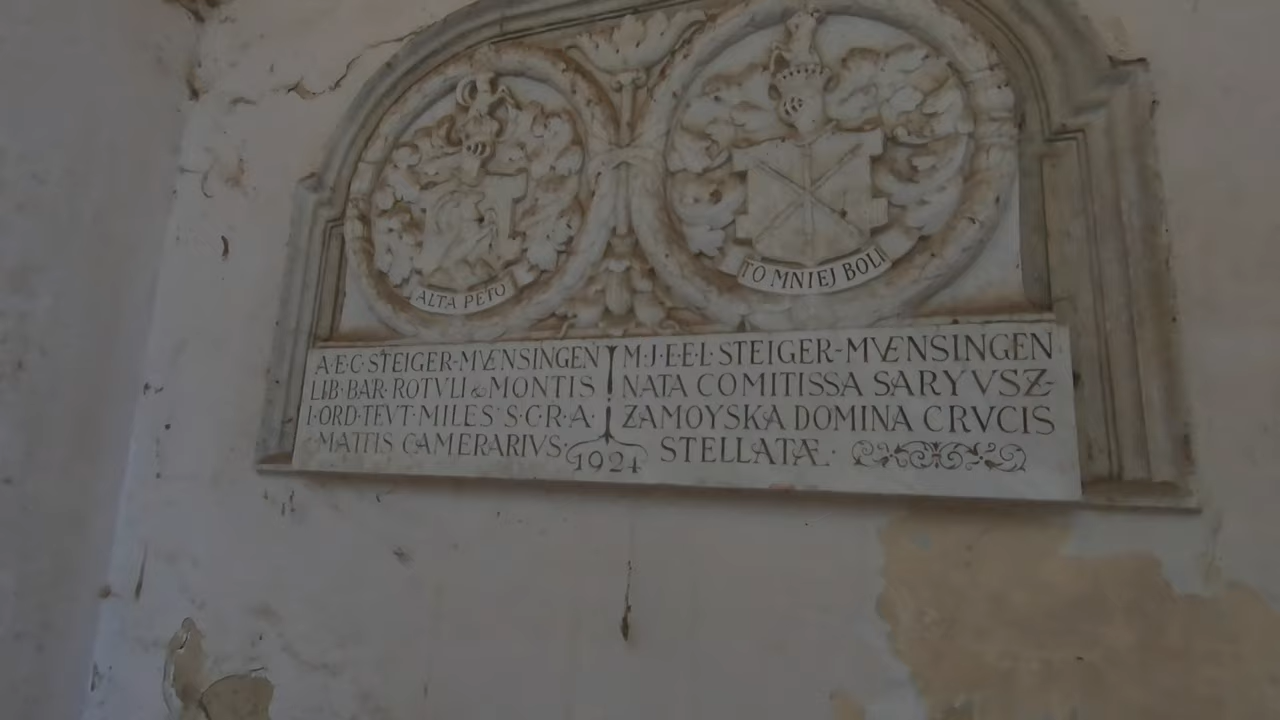 ALTA PETO
TO MNIEJ BOLI
A·E·C·STEIGER-MVENSINGEN
LIB·BAR·ROTVLI & MONTIS
I·ORD·TEVT·MILES·S·C·R·A·
MATTIS CAMERARIVS·
1924
M·J·E·E·L·STEIGER-MVENSINGEN
NATA COMITISSA SARYVSZ-
ZAMOYSKA DOMINA CRVCIS
STELLATÆ·